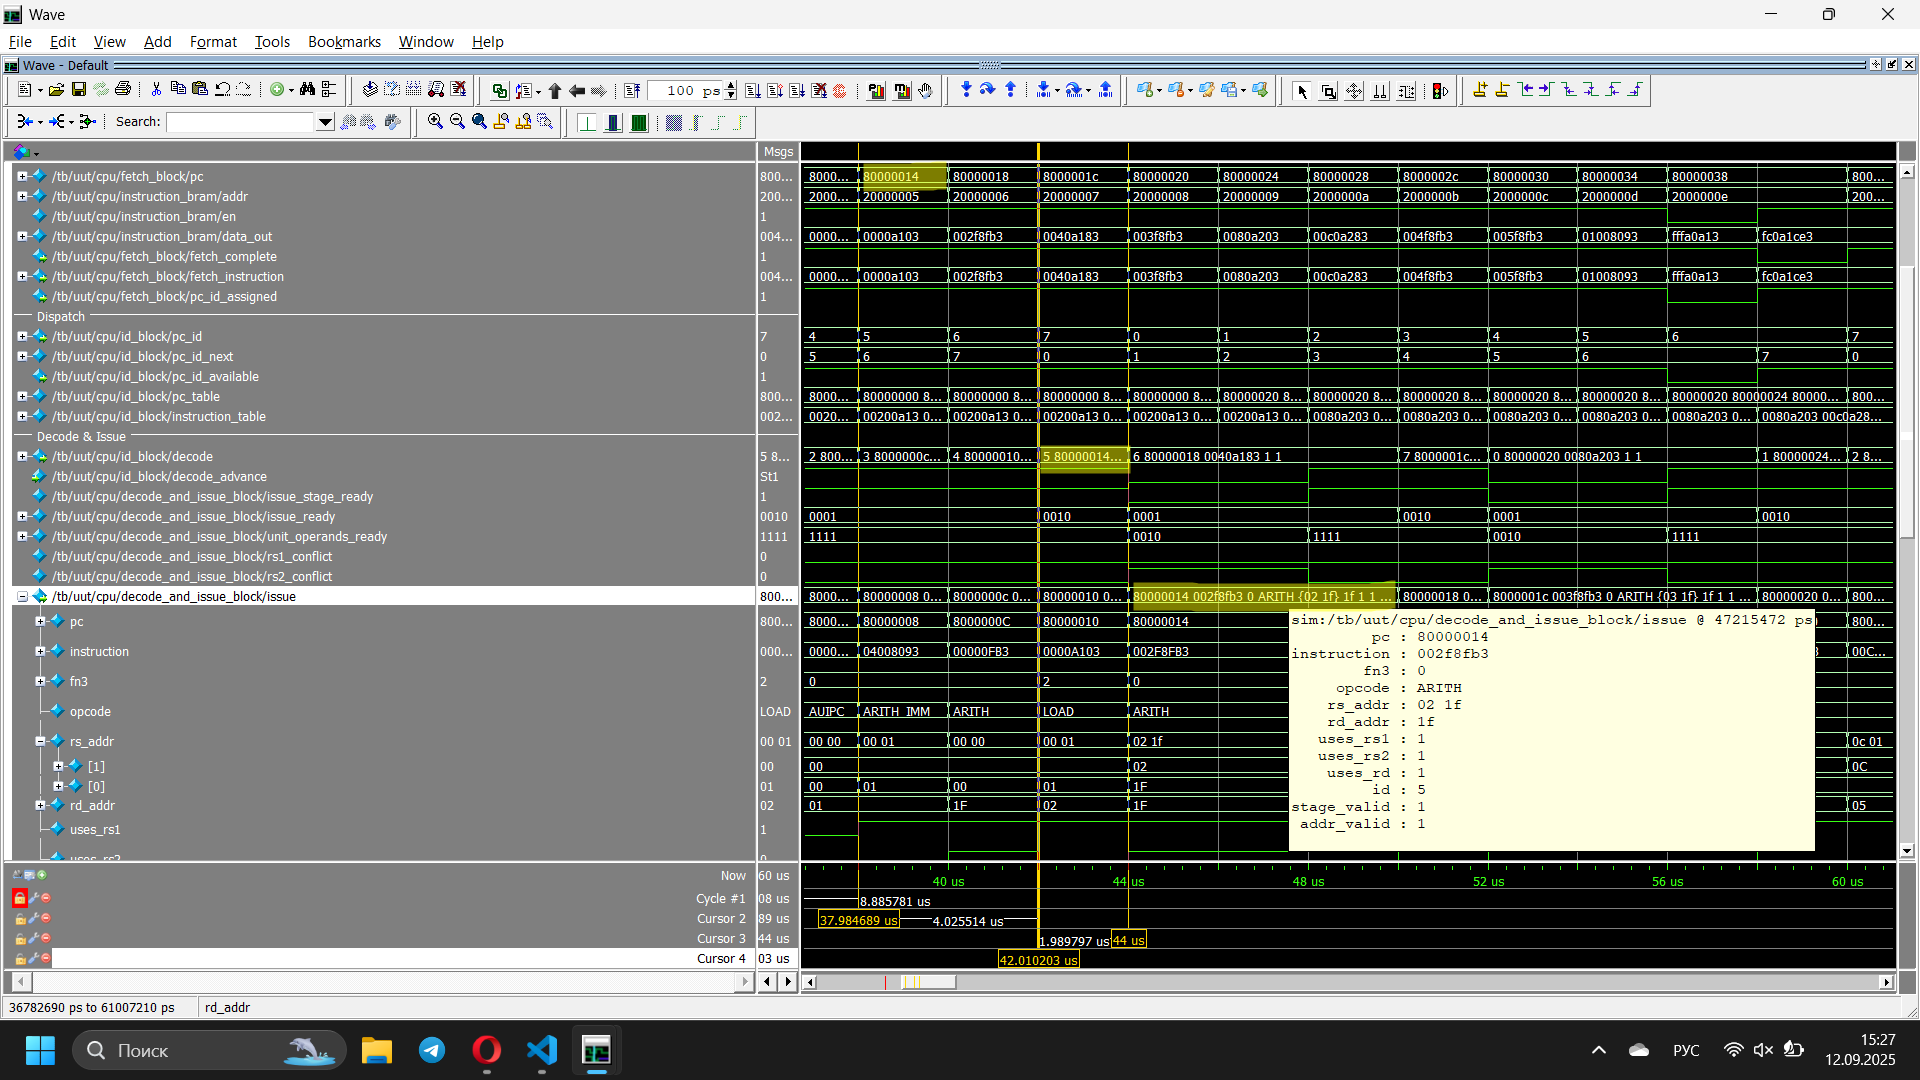 Wave
File Edit View Add Format Tools Bookmarks Window Help
Wave - Default
100 ps
Search:
Msgs
/tb/uut/cpu/fetch_block/pc 800... 8000... 80000014 80000018 8000001c 80000020 80000024 80000028 8000002c 80000030 80000034 80000038 800...
/tb/uut/cpu/instruction_bram/addr 200... 2000... 20000005 20000006 20000007 20000008 20000009 2000000a 2000000b 2000000c 2000000d 2000000e 200...
/tb/uut/cpu/instruction_bram/en 1
/tb/uut/cpu/instruction_bram/data_out 004... 0000... 0000a103 002f8fb3 0040a183 003f8fb3 0080a203 00c0a283 004f8fb3 005f8fb3 01008093 fffa0a13 fc0a1ce3
/tb/uut/cpu/fetch_block/fetch_complete 1
/tb/uut/cpu/fetch_block/fetch_instruction 004... 0000... 0000a103 002f8fb3 0040a183 003f8fb3 0080a203 00c0a283 004f8fb3 005f8fb3 01008093 fffa0a13 fc0a1ce3
/tb/uut/cpu/fetch_block/pc_id_assigned 1
Dispatch
/tb/uut/cpu/id_block/pc_id 7 4 5 6 7 0 1 2 3 4 5 6 7
/tb/uut/cpu/id_block/pc_id_next 0 5 6 7 0 1 2 3 4 5 6 7 0
/tb/uut/cpu/id_block/pc_id_available 1
/tb/uut/cpu/id_block/pc_table 800... 80000000 8... 80000000 8... 80000000 8... 80000000 8... 80000020 8... 80000020 8... 80000020 8... 80000020 8... 80000020 80000024 80000... 800...
/tb/uut/cpu/id_block/instruction_table 002... 0020... 00200a13 0... 00200a13 0... 00200a13 0... 00200a13 0... 00200a13 0... 0080a203 0... 0080a203 0... 0080a203 0... 0080a203 0... 0080a203 0... 0080a203 00c0a28...
Decode & Issue
/tb/uut/cpu/id_block/decode 5 8... 2 800... 3 8000000c... 4 80000010... 5 80000014... 6 80000018 0040a183 1 1 7 8000001c... 0 80000020 0080a203 1 1 1 80000024... 2 8...
/tb/uut/cpu/id_block/decode_advance St1
/tb/uut/cpu/decode_and_issue_block/issue_stage_ready 1
/tb/uut/cpu/decode_and_issue_block/issue_ready 0010 0001 0010 0001 0010 0001 0010
/tb/uut/cpu/decode_and_issue_block/unit_operands_ready 1111 1111 0010 1111 0010 1111
/tb/uut/cpu/decode_and_issue_block/rs1_conflict 0
/tb/uut/cpu/decode_and_issue_block/rs2_conflict 0
/tb/uut/cpu/decode_and_issue_block/issue 800... 8000... 80000008 0... 8000000c 0... 80000010 0... 80000014 002f8fb3 0 ARITH {02 1f} 1f 1 1 ... 80000018 0... 8000001c 003f8fb3 0 ARITH {03 1f} 1f 1 1 ... 80000020 0... 800...
pc 800... 8000... 80000008 8000000C 80000010 80000014 800...
instruction 000... 0000... 04008093 00000FB3 0000A103 002F8FB3 00C...
fn3 2 0 2 0
opcode LOAD AUIPC ARITH_IMM ARITH LOAD ARITH
rs_addr 00 01 00 00 00 01 00 00 00 01 02 1f 0c 01
[1] 00 00 02 0C
[0] 01 00 01 00 01 1F
rd_addr 02 01 1F 02 1F 05
uses_rs1 1
sim:/tb/uut/cpu/decode_and_issue_block/issue @ 47215472 ps
pc : 80000014
instruction : 002f8fb3
fn3 : 0
opcode : ARITH
rs_addr : 02 1f
rd_addr : 1f
uses_rs1 : 1
uses_rs2 : 1
uses_rd : 1
id : 5
stage_valid : 1
addr_valid : 1
Now 60 us 40 us 44 us 48 us 52 us 56 us 60 us
Cycle #1 08 us 8.885781 us
Cursor 2 89 us 37.984689 us 4.025514 us
Cursor 3 44 us 1.989797 us 44 us
Cursor 4 03 us 42.010203 us
36782690 ps to 61007210 ps rd_addr
Поиск
РУС
15:27
12.09.2025